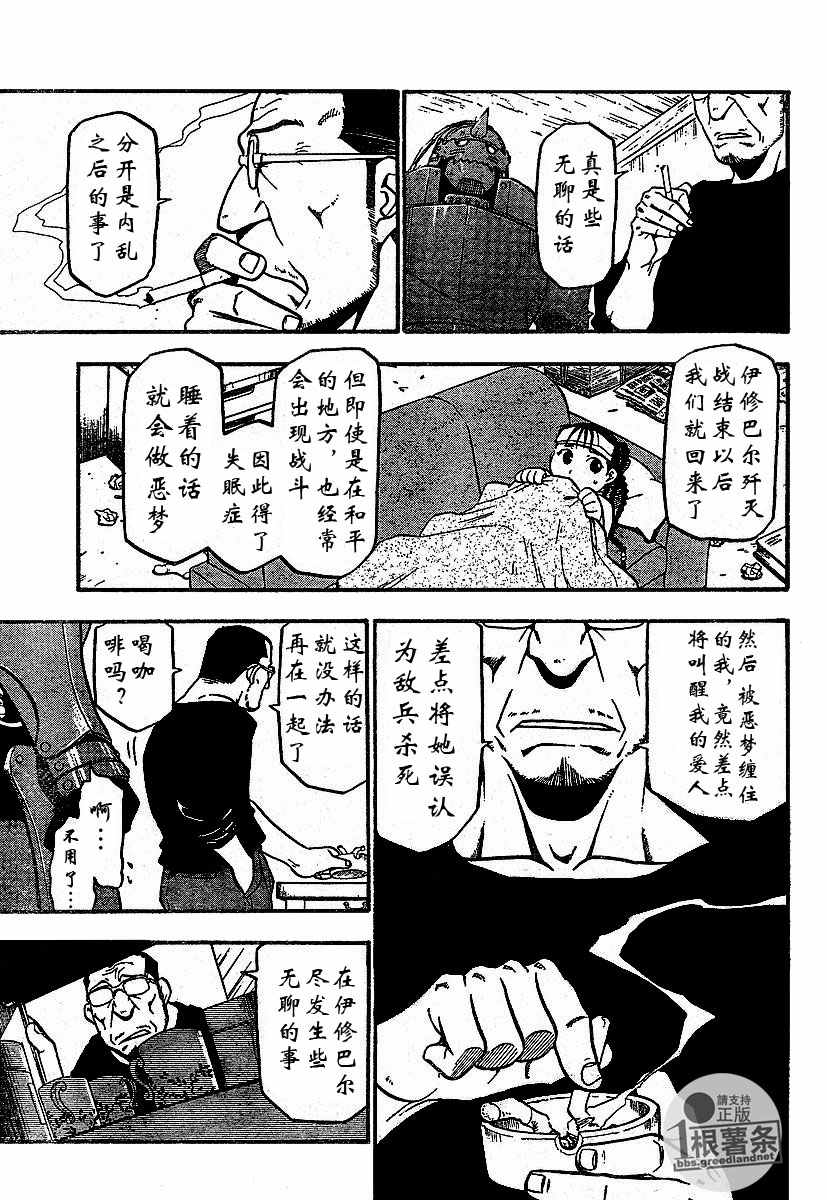 真是些
无聊的话
分开是内乱
之后的事了
伊修巴尔歼灭
战结束以后
我们就回来了
但即使是在和平
的地方，也经常
会出现战斗
因此得了
失眠症
睡着的话
就会做恶梦
然后，被恶梦缠住
的我，竟然差点
将叫醒我的爱人
差点将她误认
为敌兵杀死
这样的话
就没办法
再在一起了
喝咖
啡吗？
啊…
不用了…
在伊修巴尔
尽发生些
无聊的事
請支持
正版
1根薯条
bbs.greedland.net